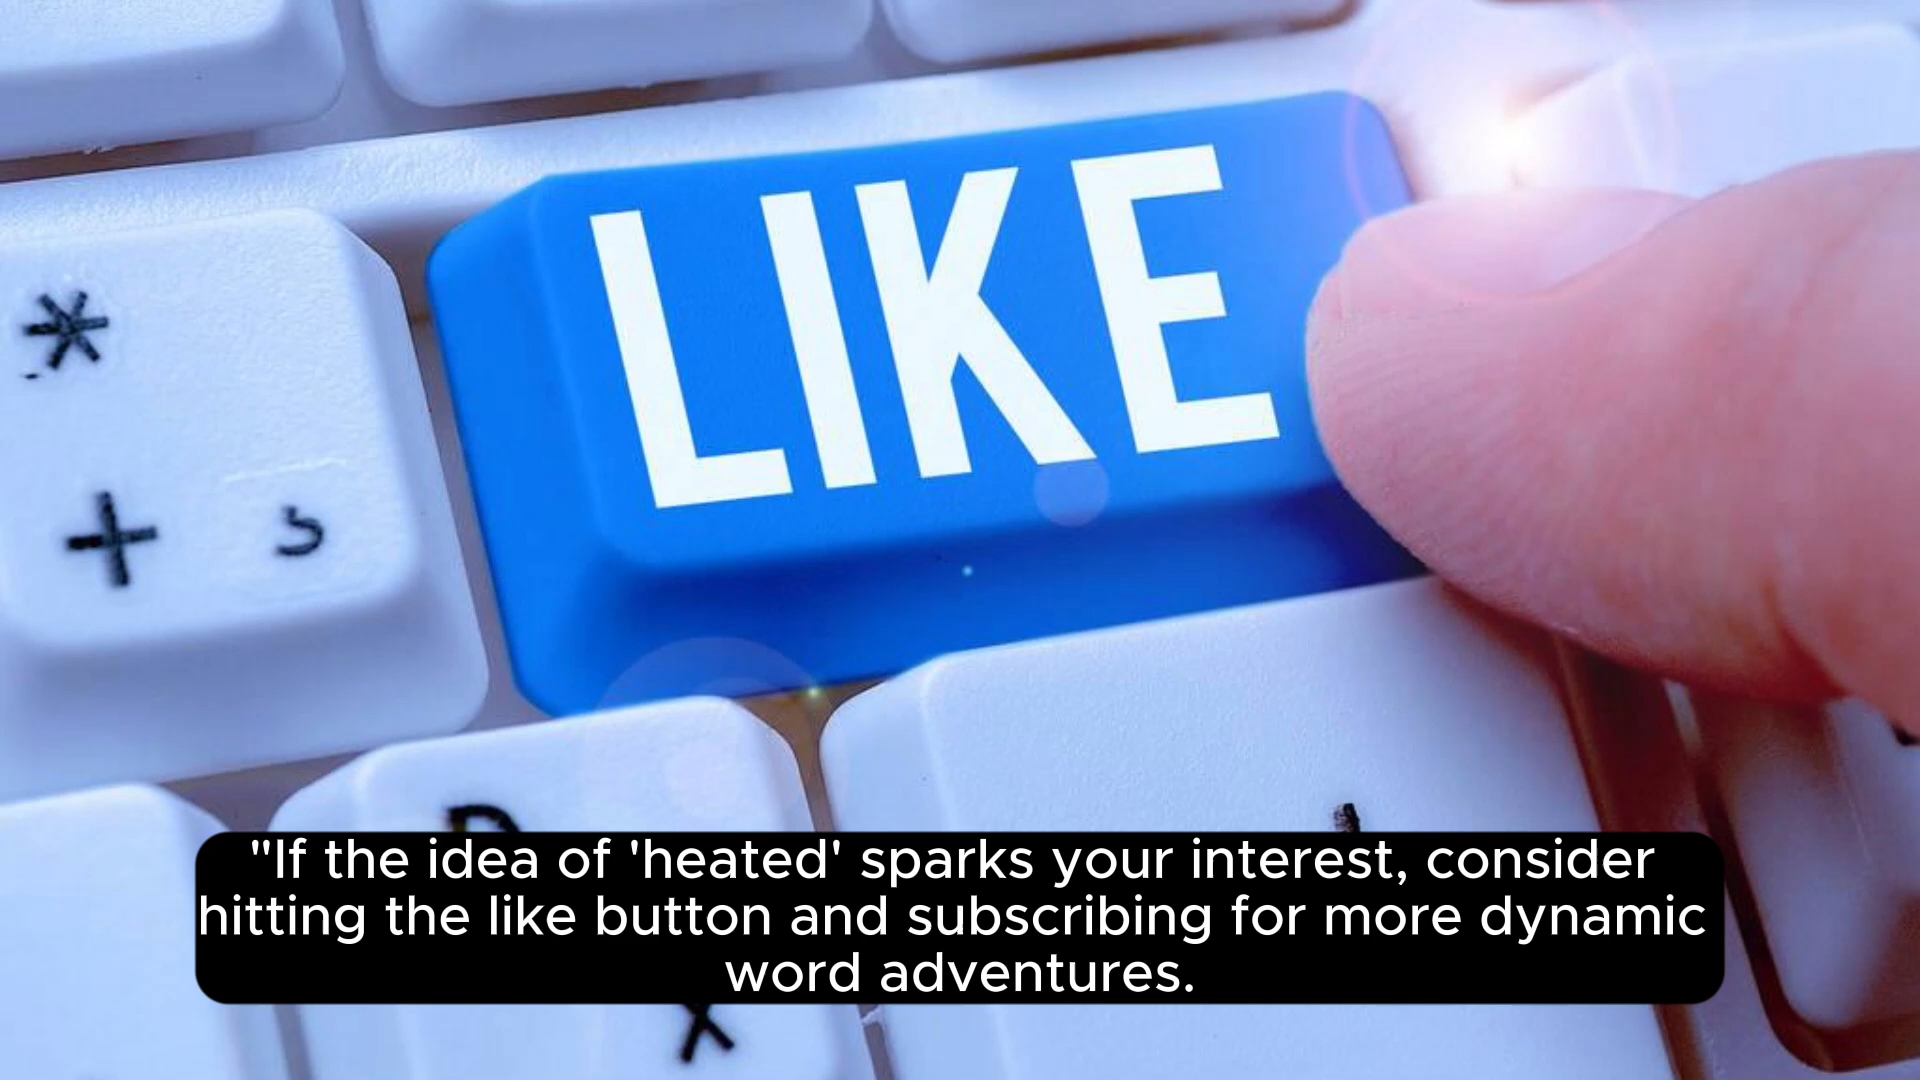 LIKE
*
+ s
"If the idea of 'heated' sparks your interest, consider
hitting the like button and subscribing for more dynamic
word adventures.
x